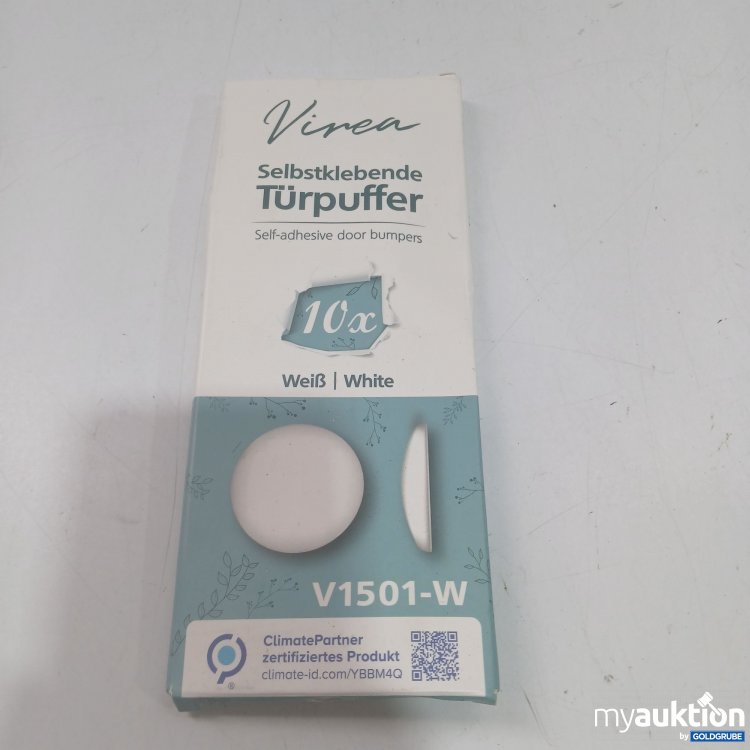 Virea
Selbstklebende
Türpuffer
Self-adhesive door bumpers
10x
Weiß | White
V1501-W
ClimatePartner
zertifiziertes Produkt
climate-id.com/YBBM4Q
®
myauktion
by GOLDGRUBE